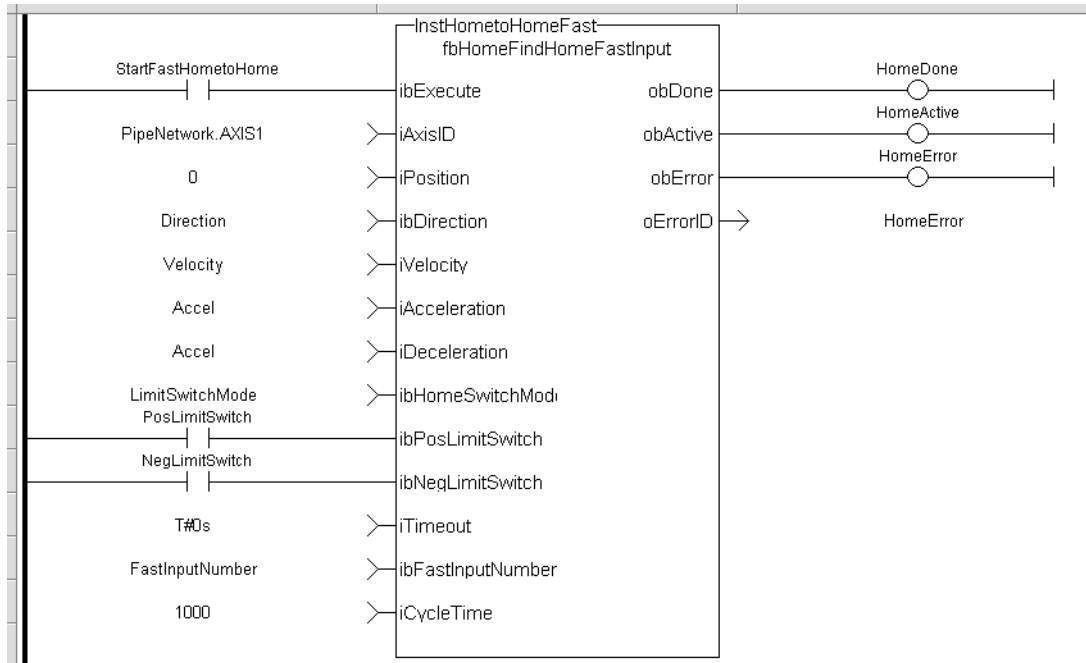 InstHometoHomeFast
fbHomeFindHomeFastInput
StartFastHometoHome
ibExecute
obDone
HomeDone
PipeNetwork.AXIS1
iAxisID
obActive
HomeActive
0
iPosition
obError
HomeError
Direction
ibDirection
oErrorID
HomeError
Velocity
iVelocity
Accel
iAcceleration
Accel
iDeceleration
LimitSwitchMode
ibHomeSwitchMod
PosLimitSwitch
ibPosLimitSwitch
NegLimitSwitch
ibNegLimitSwitch
T#0s
iTimeout
FastInputNumber
ibFastInputNumber
1000
iCycleTime